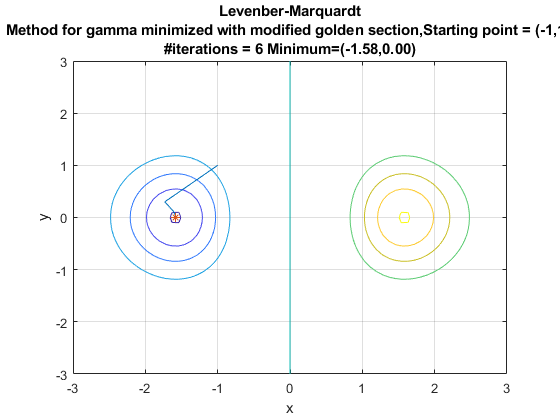 Levenber-Marquardt
Method for gamma minimized with modified golden section,Starting point = (-1,1
#iterations = 6 Minimum=(-1.58,0.00)
3
2
1
0
-1
-2
-3
y
-3
-2
-1
0
1
2
3
x